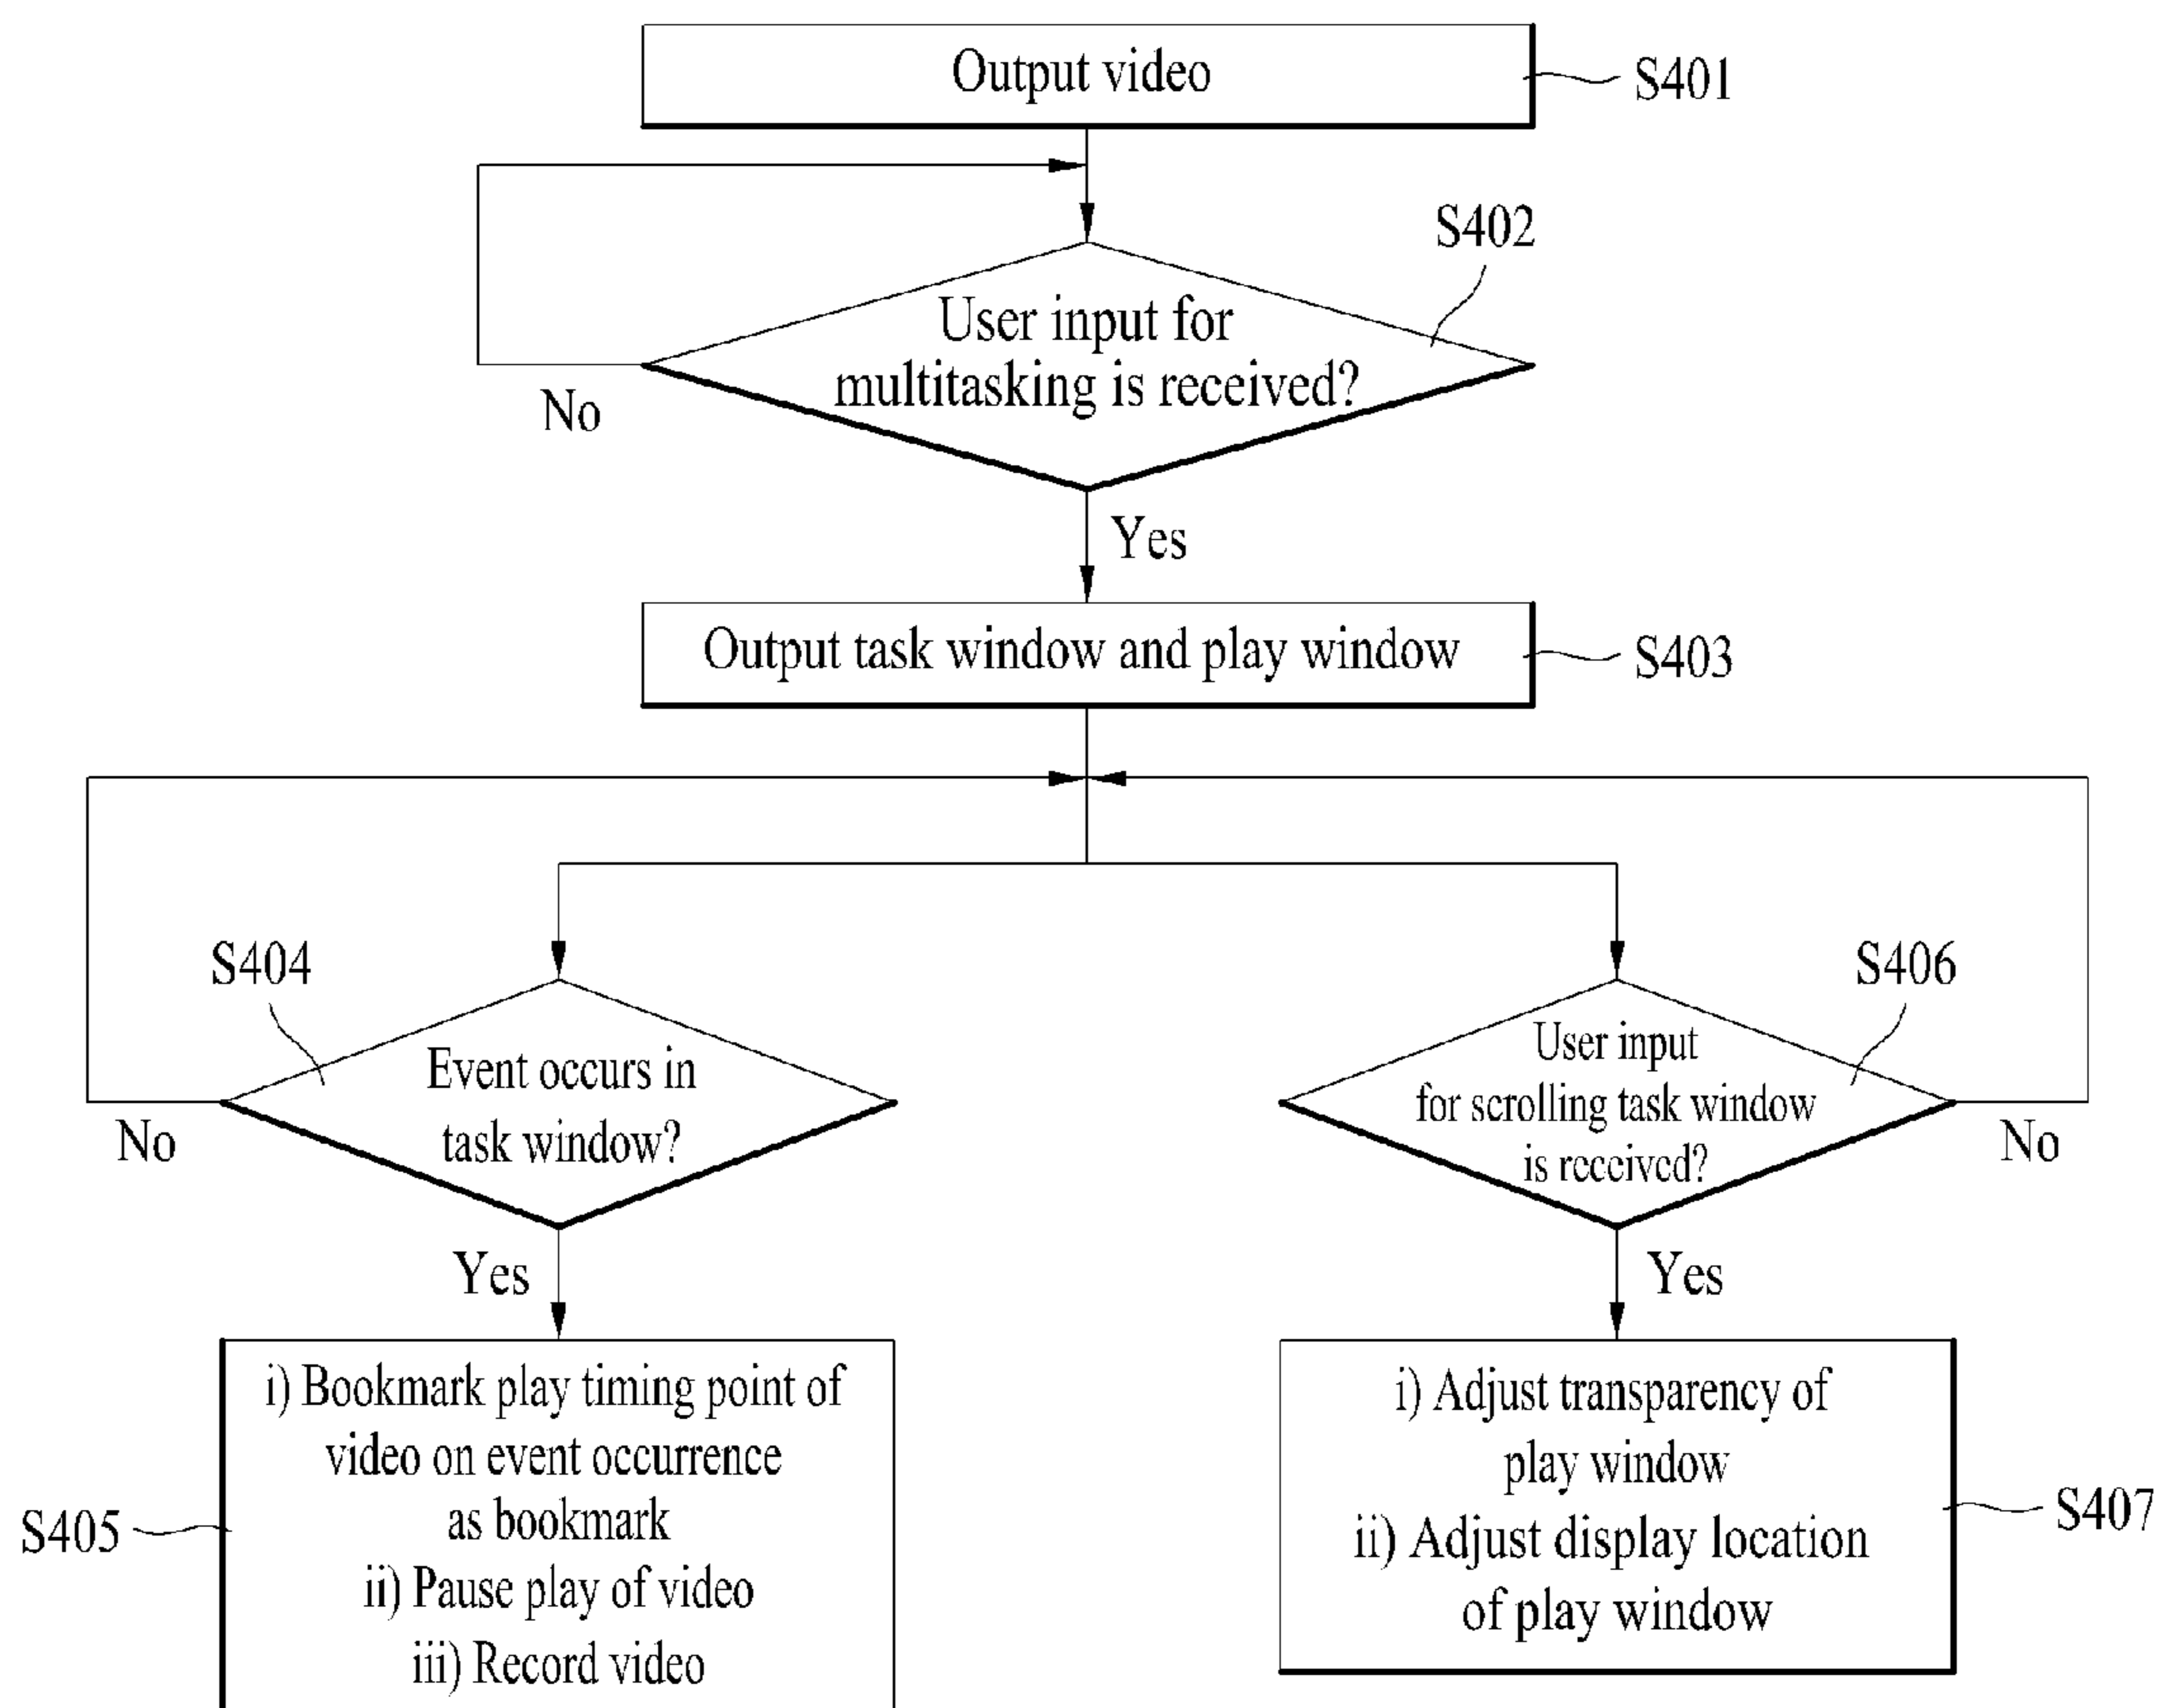 Output video
S401
S402
User input for
multitasking is received?
No
Yes
Output task window and play window
S403
S404
Event occurs in
task window?
No
Yes
S406
User input
for scrolling task window
is received?
No
Yes
i) Bookmark play timing point of
video on event occurrence
as bookmark
ii) Pause play of video
iii) Record video
S405
i) Adjust transparency of
play window
ii) Adjust display location
of play window
S407